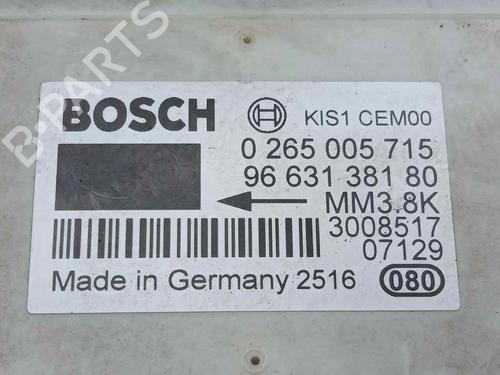 B-PARTS
BOSCH KIS1 CEM00
0 265 005 715
96 631 381 80
MM3.8K
3008517
07129
Made in Germany 2516 080